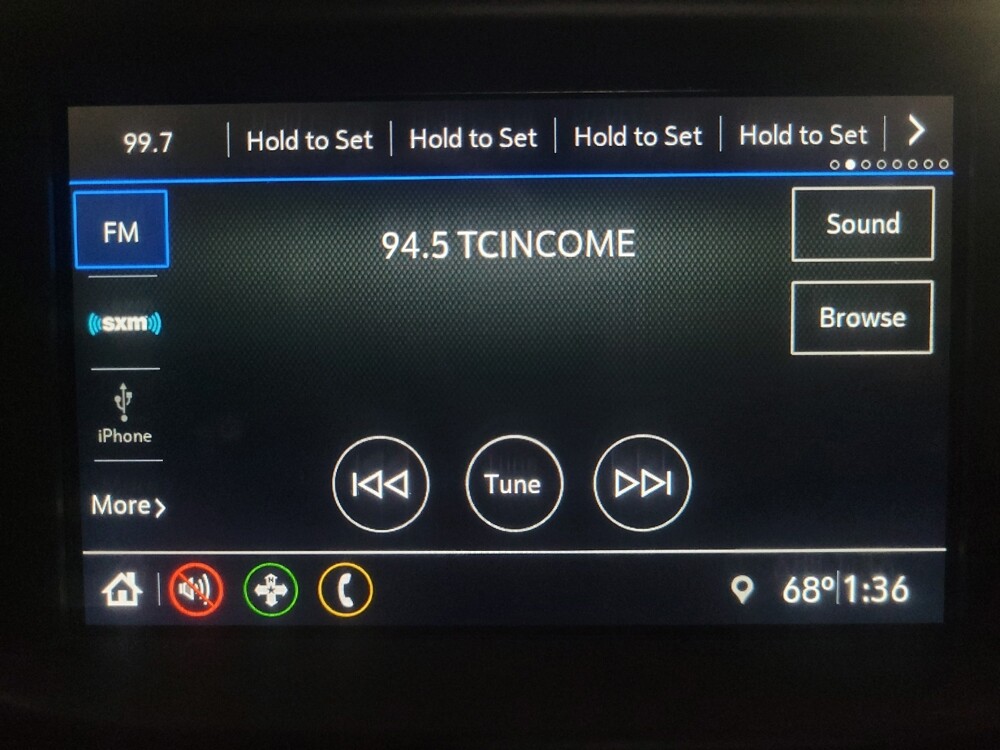 99.7 Hold to Set Hold to Set Hold to Set Hold to Set
FM
94.5 TCINCOME
Sound
sxm
Browse
iPhone
Tune
More
68° 1:36